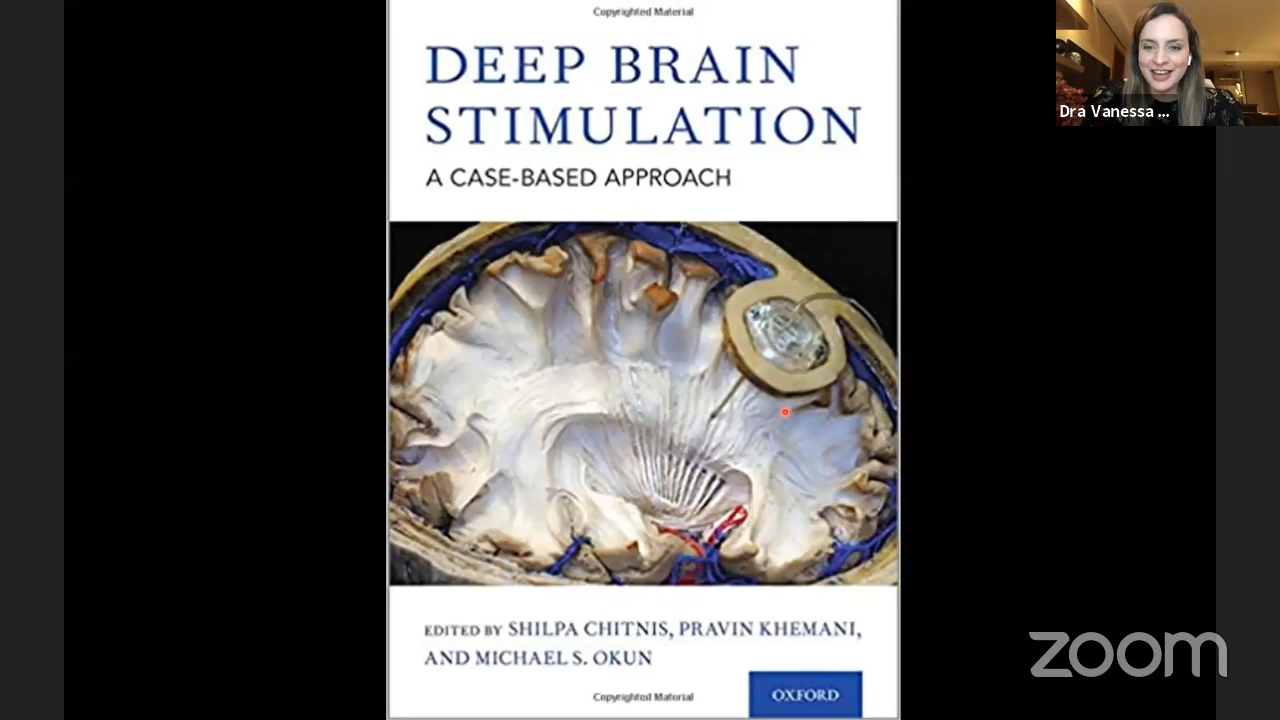 Copyrighted Material
DEEP BRAIN
STIMULATION
A CASE-BASED APPROACH
EDITED BY SHILPA CHITNIS, PRAVIN KHEMANI,
AND MICHAEL S. OKUN
OXFORD
Copyrighted Material
Dra Vanessa ...
zoom